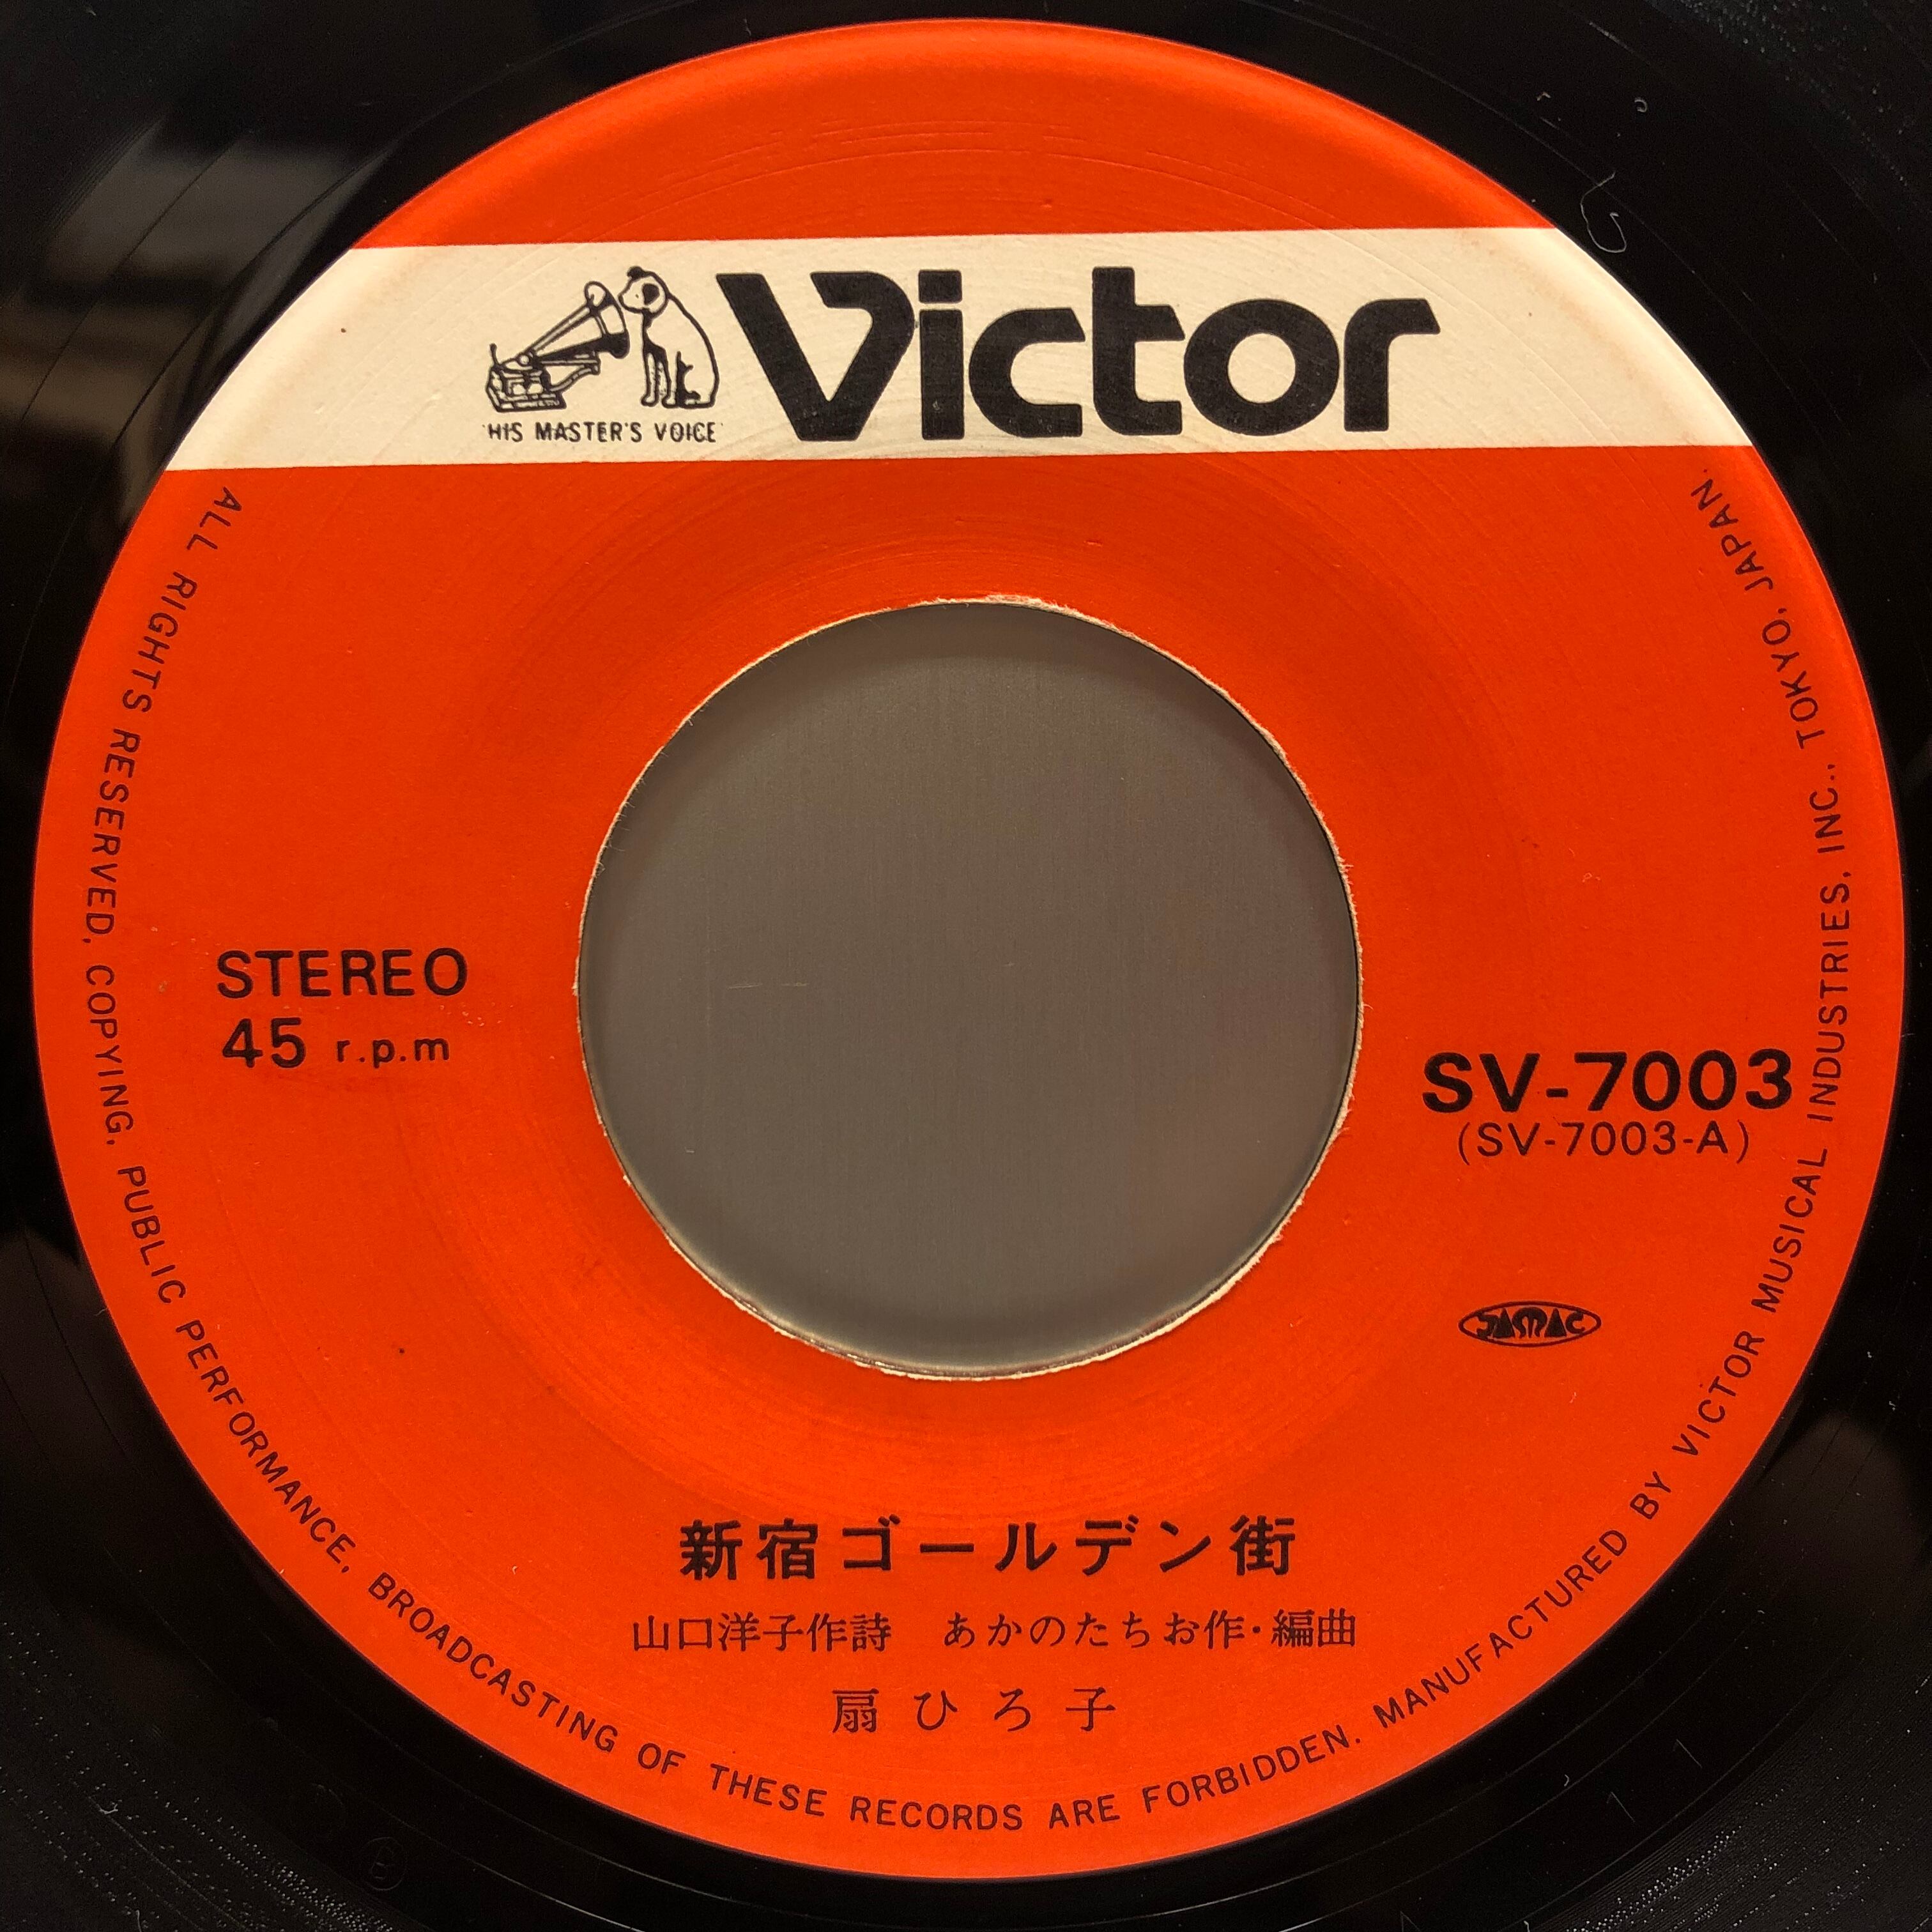 Victor
'HIS MASTER'S VOICE'
STEREO
45 r.p.m
SV-7003
(SV-7003-A)
JASRAC
新宿ゴールデン街
山口洋子作詩 あかのたちお作・編曲
扇ひろ子
ALL RIGHTS RESERVED. COPYING, PUBLIC PERFORMANCE, BROADCASTING OF THESE RECORDS ARE FORBIDDEN. MANUFACTURED BY VICTOR MUSICAL INDUSTRIES, INC., TOKYO, JAPAN.